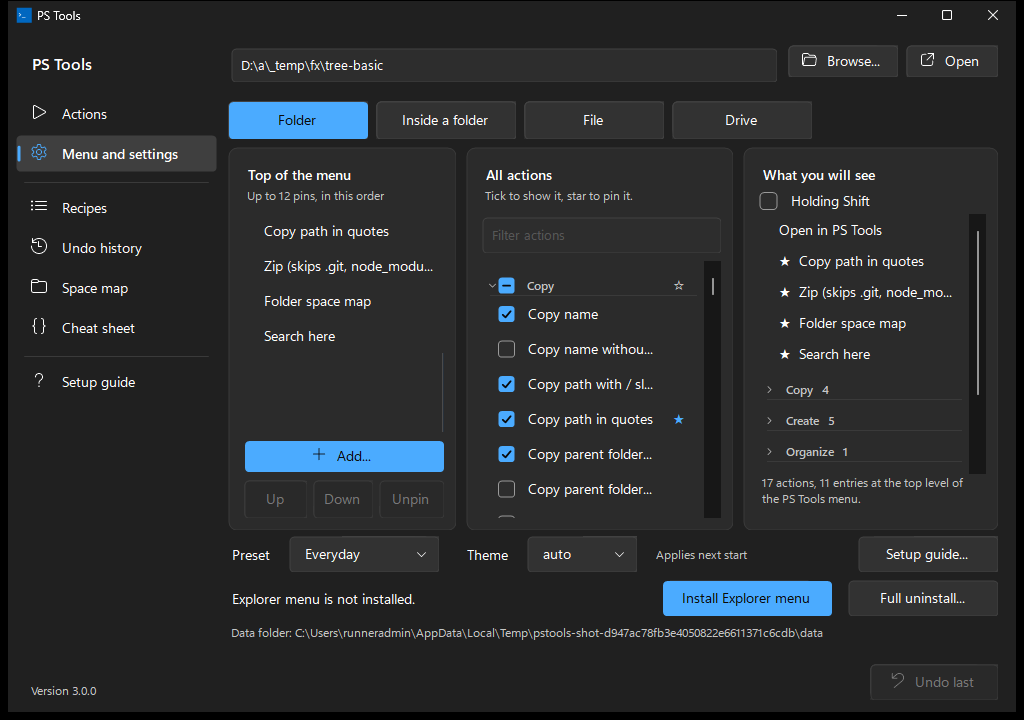 PS Tools
PS Tools
Actions
Menu and settings
Recipes
Undo history
Space map
Cheat sheet
Setup guide
Version 3.0.0
D:\a\_temp\fx\tree-basic
Browse...
Open
Folder
Inside a folder
File
Drive
Top of the menu
Up to 12 pins, in this order
Copy path in quotes
Zip (skips .git, node_modu...
Folder space map
Search here
Add...
Up
Down
Unpin
All actions
Tick to show it, star to pin it.
Filter actions
Copy
Copy name
Copy name withou...
Copy path with / sl...
Copy path in quotes
Copy parent folder...
Copy parent folder...
What you will see
Holding Shift
Open in PS Tools
Copy path in quotes
Zip (skips .git, node_mo...
Folder space map
Search here
Copy 4
Create 5
Organize 1
17 actions, 11 entries at the top level of
the PS Tools menu.
Preset
Everyday
Theme
auto
Applies next start
Setup guide...
Explorer menu is not installed.
Install Explorer menu
Full uninstall...
Data folder: C:\Users\runneradmin\AppData\Local\Temp\pstools-shot-d947ac78fb3e4050822e6611371c6cdb\data
Undo last